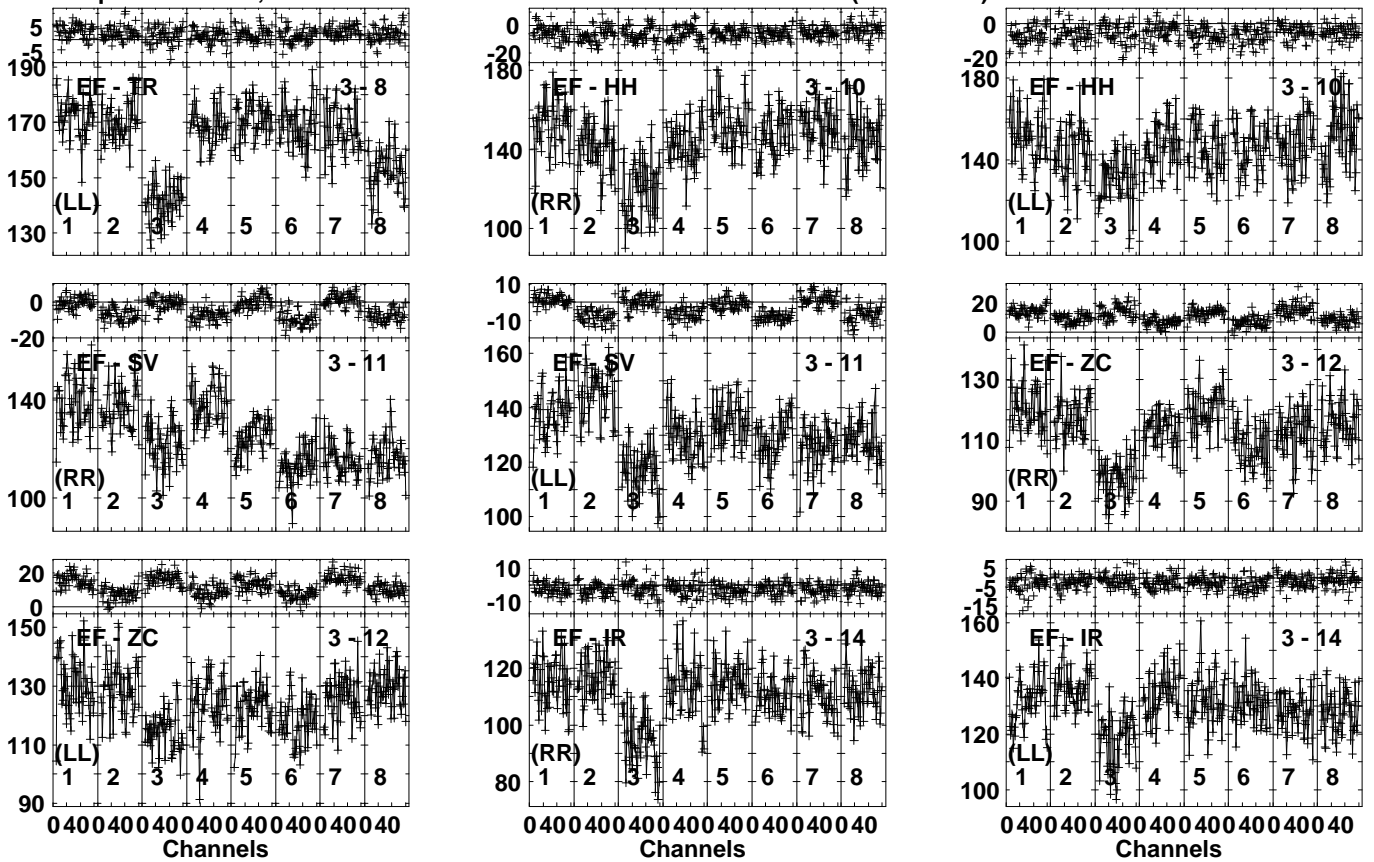 5
-5
190
170
150
130
EF - TR 3 - 8
(LL)
1 2 3 4 5 6 7 8
0
-20
180
140
100
EF - HH 3 - 10
(RR)
1 2 3 4 5 6 7 8
0
-20
180
140
100
EF - HH 3 - 10
(LL)
1 2 3 4 5 6 7 8
0
-20
140
100
EF - SV 3 - 11
(RR)
1 2 3 4 5 6 7 8
10
-10
160
140
120
100
EF - SV 3 - 11
(LL)
1 2 3 4 5 6 7 8
20
0
130
110
90
EF - ZC 3 - 12
(RR)
1 2 3 4 5 6 7 8
20
0
150
130
110
90
EF - ZC 3 - 12
(LL)
1 2 3 4 5 6 7 8
0 40 0 40 0 40 0 40 0 40 0 40 0 40 0 40
Channels
10
-10
120
100
80
EF - IR 3 - 14
(RR)
1 2 3 4 5 6 7 8
0 40 0 40 0 40 0 40 0 40 0 40 0 40 0 40
Channels
5
-5
-15
160
140
120
100
EF - IR 3 - 14
(LL)
1 2 3 4 5 6 7 8
0 40 0 40 0 40 0 40 0 40 0 40 0 40 0 40
Channels